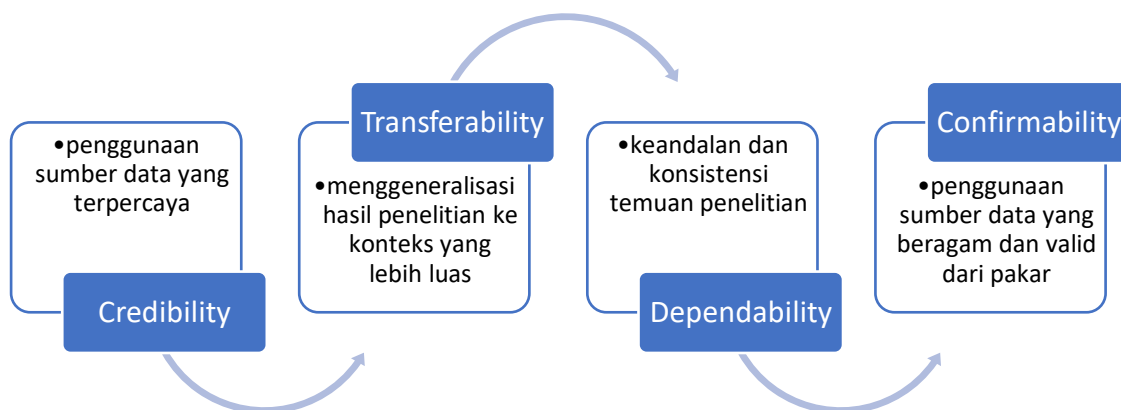 •penggunaan
sumber data yang
terpercaya
Credibility
Transferability
•menggeneralisasi
hasil penelitian ke
konteks yang
lebih luas
•keandalan dan
konsistensi
temuan penelitian
Dependability
Confirmability
•penggunaan
sumber data yang
beragam dan valid
dari pakar